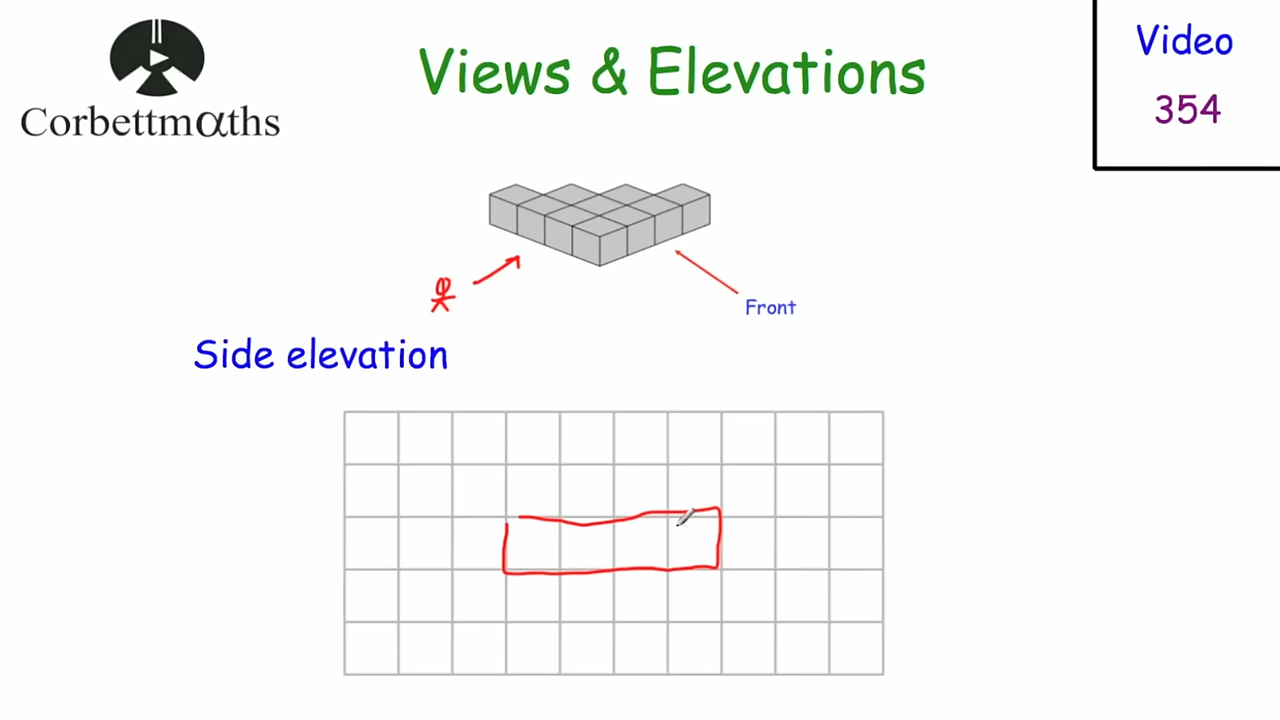 Corbettmαths
Views & Elevations
Video
354
Front
Side elevation